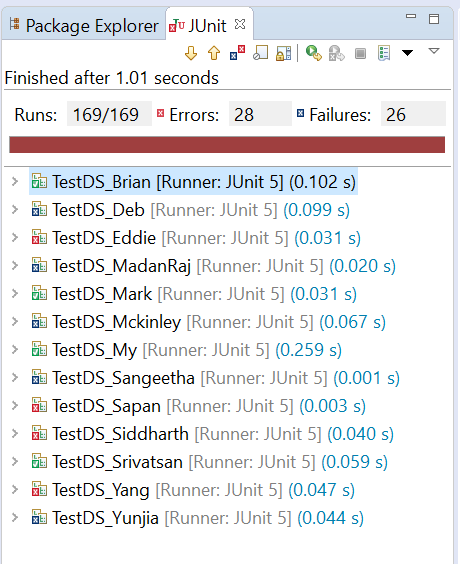 Package Explorer JUnit
Finished after 1.01 seconds
Runs: 169/169 Errors: 28 Failures: 26
TestDS_Brian [Runner: JUnit 5] (0.102 s)
TestDS_Deb [Runner: JUnit 5] (0.099 s)
TestDS_Eddie [Runner: JUnit 5] (0.031 s)
TestDS_MadanRaj [Runner: JUnit 5] (0.020 s)
TestDS_Mark [Runner: JUnit 5] (0.031 s)
TestDS_Mckinley [Runner: JUnit 5] (0.067 s)
TestDS_My [Runner: JUnit 5] (0.259 s)
TestDS_Sangeetha [Runner: JUnit 5] (0.001 s)
TestDS_Sapan [Runner: JUnit 5] (0.003 s)
TestDS_Siddharth [Runner: JUnit 5] (0.040 s)
TestDS_Srivatsan [Runner: JUnit 5] (0.059 s)
TestDS_Yang [Runner: JUnit 5] (0.047 s)
TestDS_Yunjia [Runner: JUnit 5] (0.044 s)